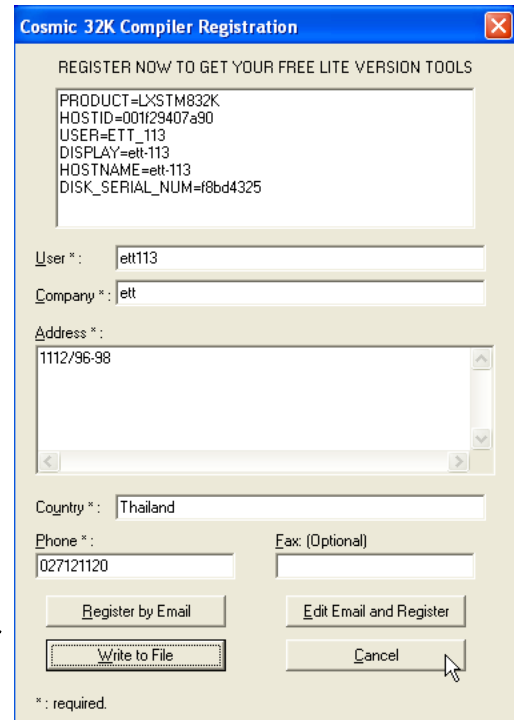 Cosmic 32K Compiler Registration
REGISTER NOW TO GET YOUR FREE LITE VERSION TOOLS
PRODUCT=LXSTM832K
HOSTID=001f29407a90
USER=ETT_113
DISPLAY=ett-113
HOSTNAME=ett-113
DISK_SERIAL_NUM=f8bd4325
User * : ett113
Company * : ett
Address * :
1112/96-98
Country * : Thailand
Phone * : Fax: (Optional)
027121120
Register by Email Edit Email and Register
Write to File Cancel
* : required.